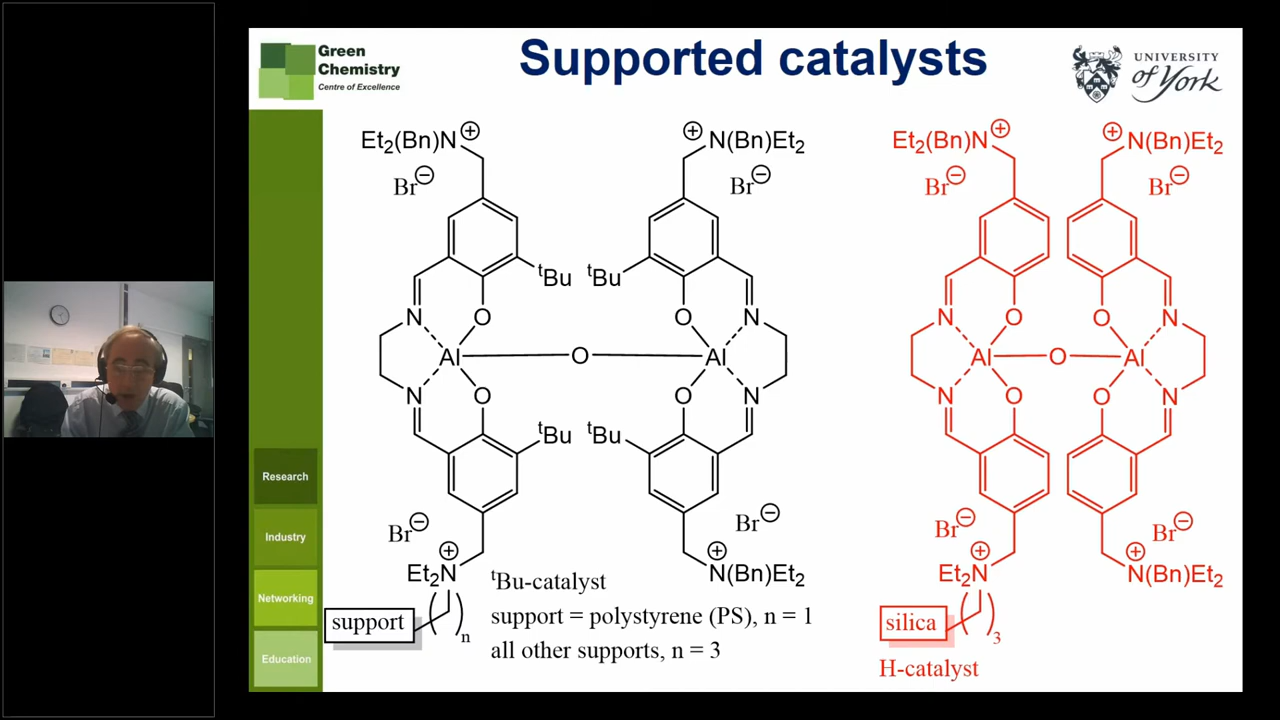 Green
Chemistry
Centre of Excellence
Supported catalysts
UNIVERSITY
of York
Et₂(Bn)N⊕
⊕N(Bn)Et₂
Et₂(Bn)N⊕
⊕N(Bn)Et₂
Br⊖
Br⊖
Br⊖
Br⊖
ᵗBu ᵗBu
N O O N
N O O N
Al O Al
Al O Al
N O O N
N O O N
ᵗBu ᵗBu
Br⊖
Br⊖
Br⊖
Br⊖
Et₂N⊕
⊕N(Bn)Et₂
Et₂N⊕
⊕N(Bn)Et₂
support ( )n
ᵗBu-catalyst
support = polystyrene (PS), n = 1
all other supports, n = 3
silica ( )3
H-catalyst
Research
Industry
Networking
Education